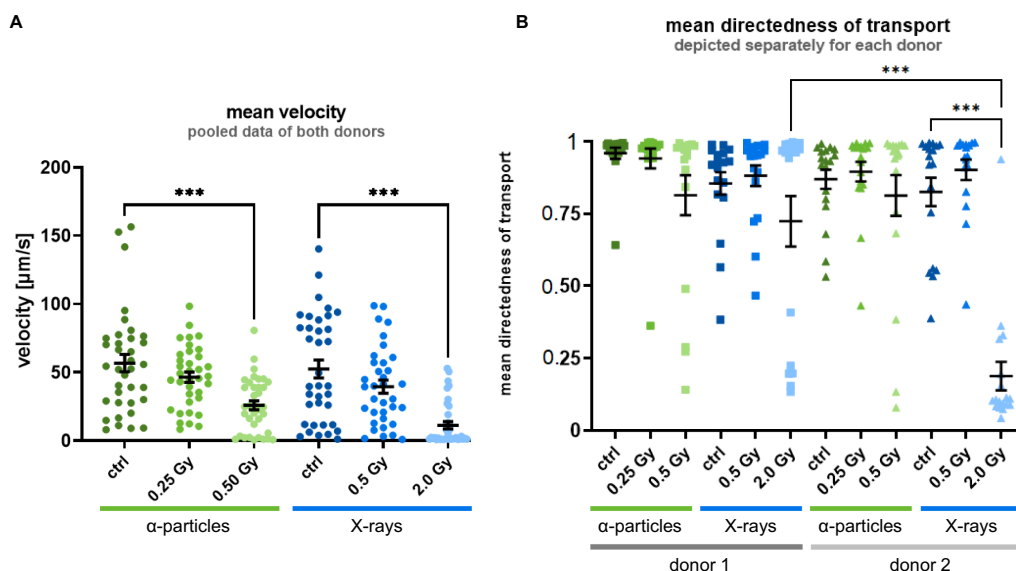 A
mean velocity
pooled data of both donors
***
***
velocity [µm/s]
200
150
100
50
0
ctrl
0.25 Gy
0.50 Gy
ctrl
0.5 Gy
2.0 Gy
α-particles
X-rays
B
mean directedness of transport
depicted separately for each donor
***
***
mean directedness of transport
1
0.75
0.50
0.25
0
ctrl
0.25 Gy
0.5 Gy
ctrl
0.5 Gy
2.0 Gy
ctrl
0.25 Gy
0.5 Gy
ctrl
0.5 Gy
2.0 Gy
α-particles
X-rays
α-particles
X-rays
donor 1
donor 2